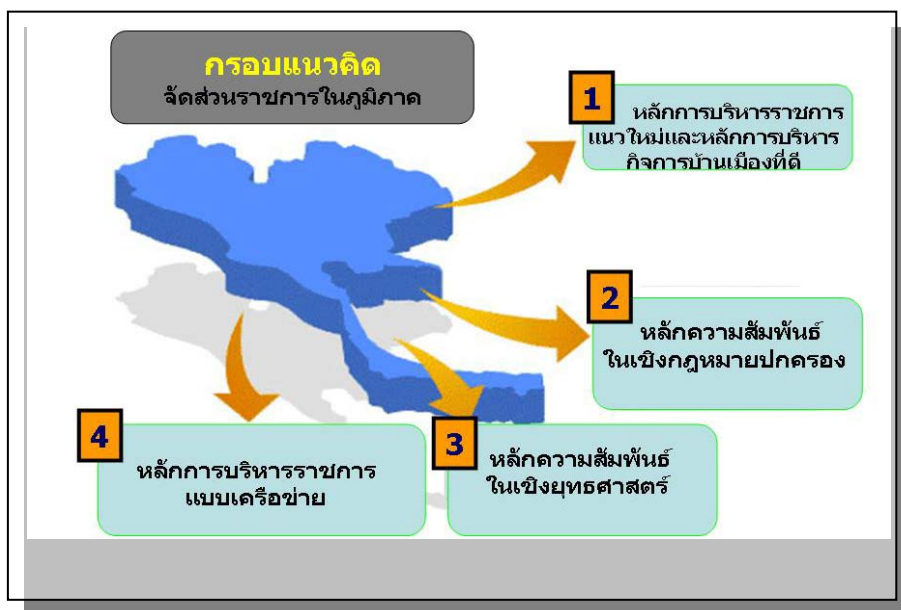 กรอบแนวคิด
จัดส่วนราชการในภูมิภาค
1
หลักการบริหารราชการ
แนวใหม่และหลักการบริหาร
กิจการบ้านเมืองที่ดี
2
หลักความสัมพันธ์
ในเชิงกฎหมายปกครอง
3
หลักความสัมพันธ์
ในเชิงยุทธศาสตร์
4
หลักการบริหารราชการ
แบบเครือข่าย